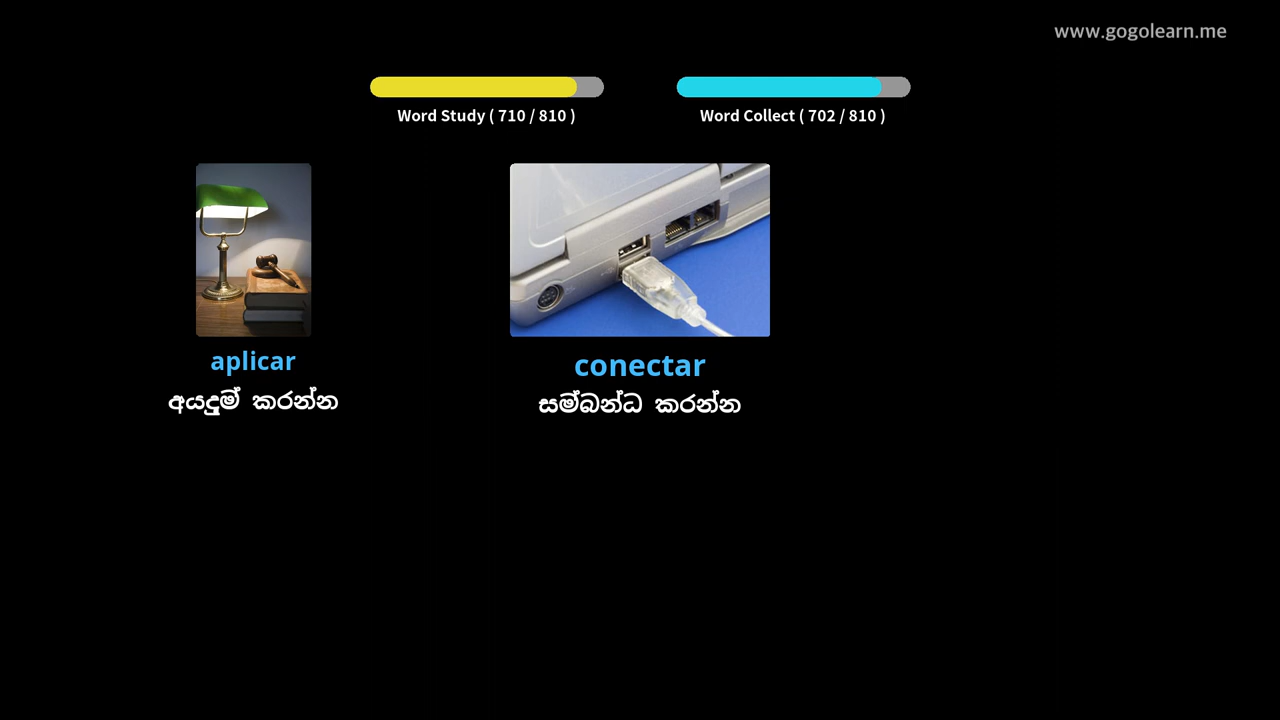 www.gogolearn.me
Word Study ( 710 / 810 )
Word Collect ( 702 / 810 )
aplicar
අයදුම් කරන්න
conectar
සම්බන්ධ කරන්න